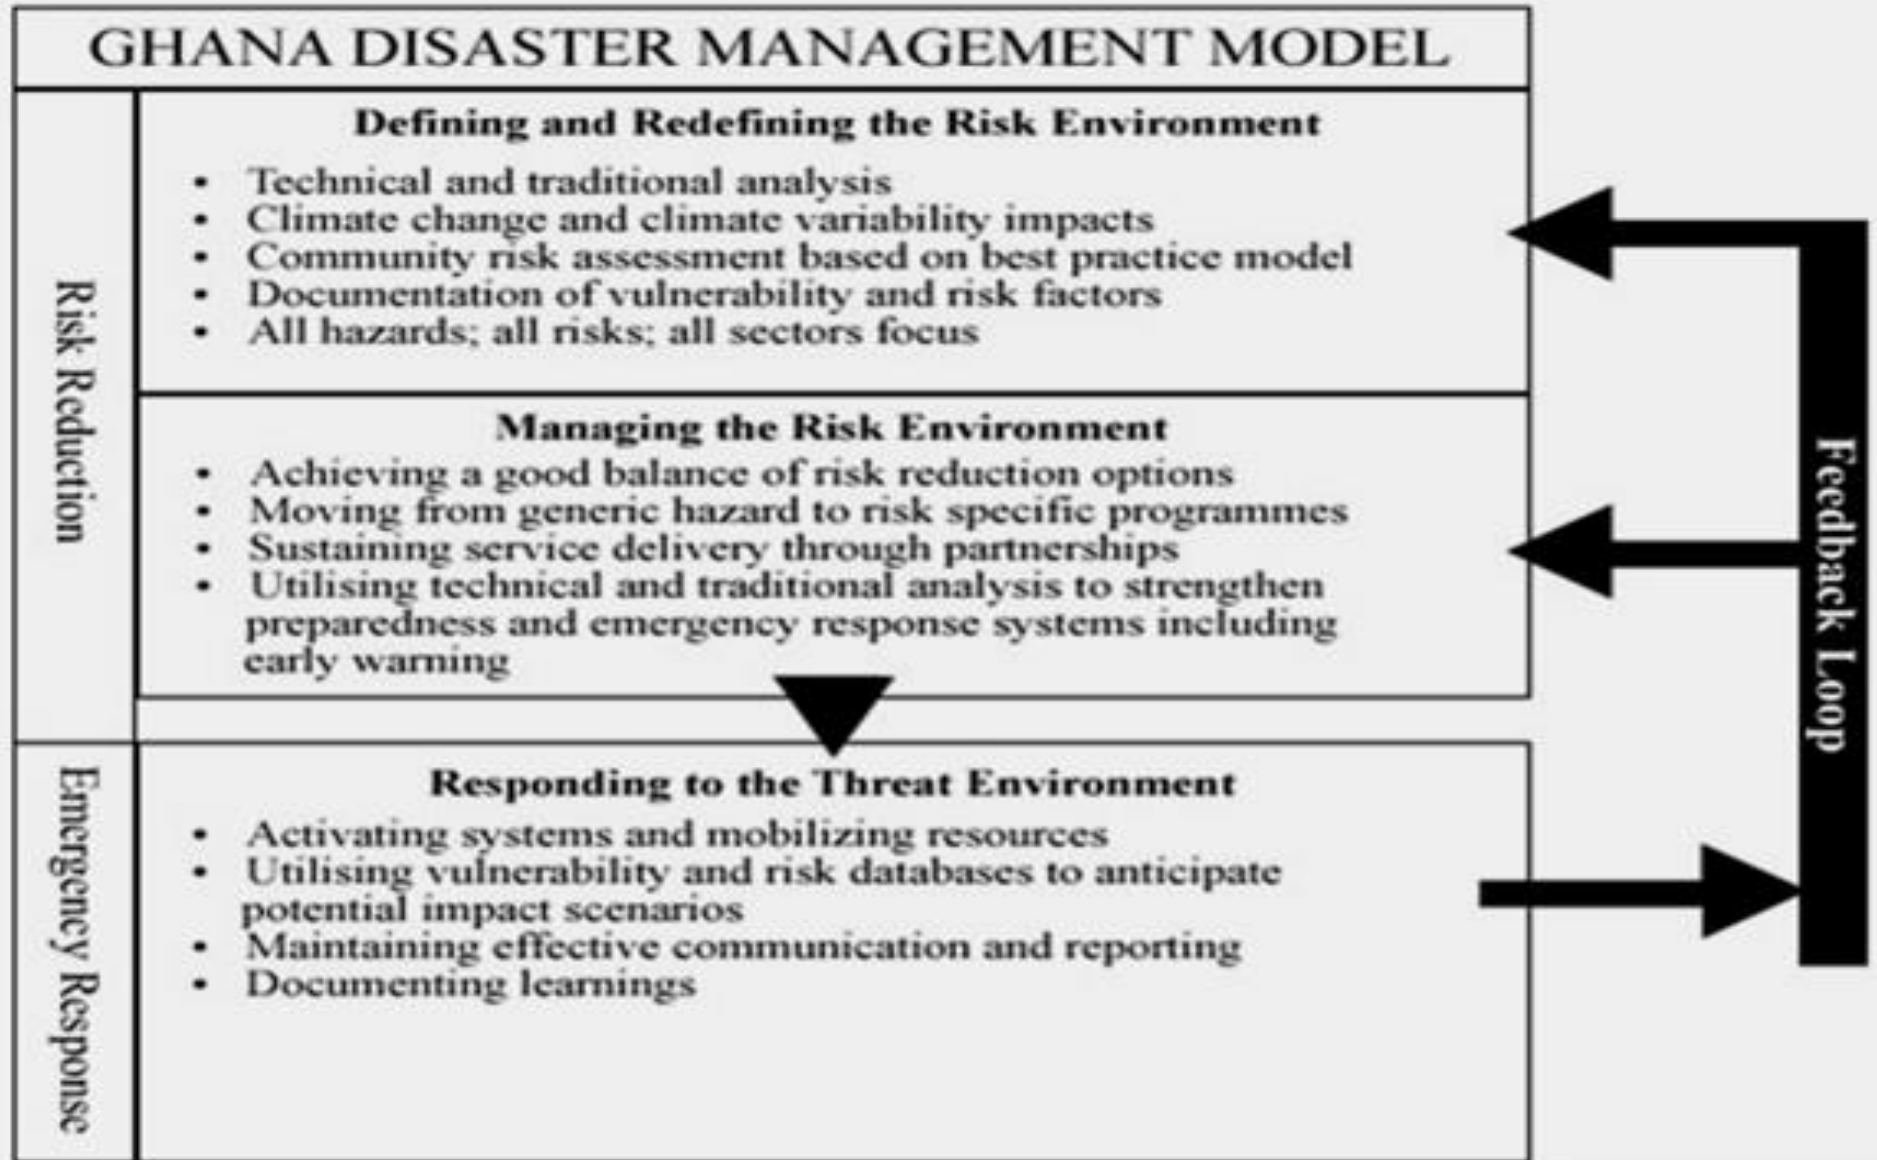 GHANA DISASTER MANAGEMENT MODEL
Risk Reduction
Defining and Redefining the Risk Environment
• Technical and traditional analysis
• Climate change and climate variability impacts
• Community risk assessment based on best practice model
• Documentation of vulnerability and risk factors
• All hazards; all risks; all sectors focus
Managing the Risk Environment
• Achieving a good balance of risk reduction options
• Moving from generic hazard to risk specific programmes
• Sustaining service delivery through partnerships
• Utilising technical and traditional analysis to strengthen
preparedness and emergency response systems including
early warning
Emergency Response
Responding to the Threat Environment
• Activating systems and mobilizing resources
• Utilising vulnerability and risk databases to anticipate
potential impact scenarios
• Maintaining effective communication and reporting
• Documenting learnings
Feedback Loop